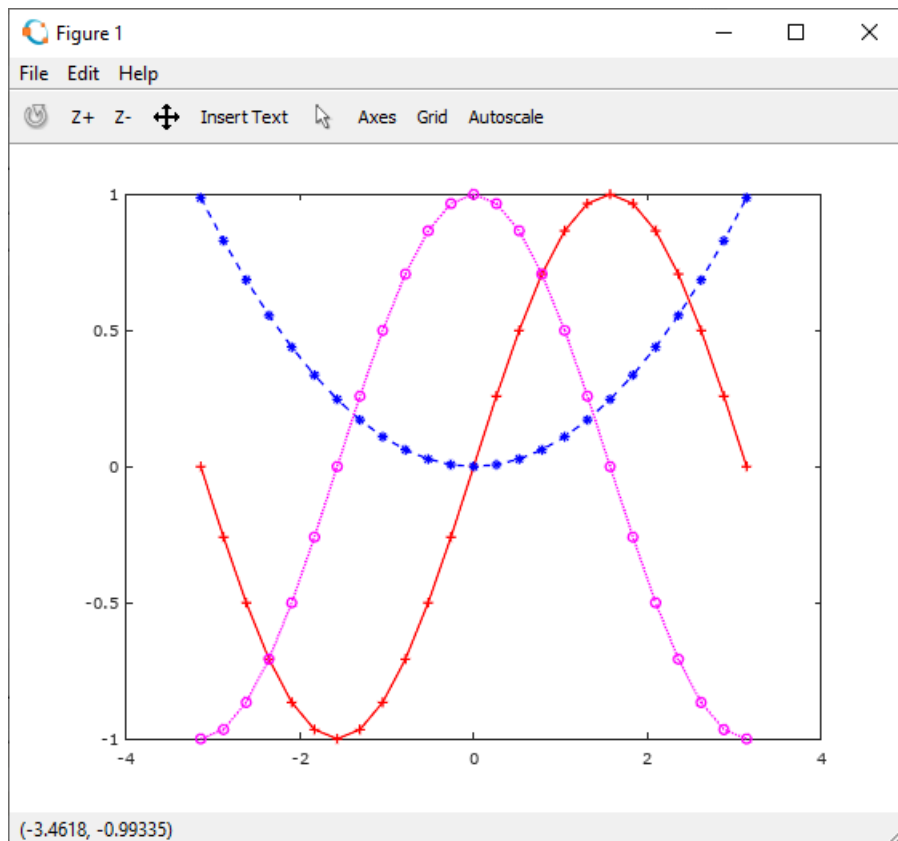 Figure 1
File Edit Help
Z+ Z- Insert Text Axes Grid Autoscale
1
0.5
0
-0.5
-1
-4 -2 0 2 4
(-3.4618, -0.99335)